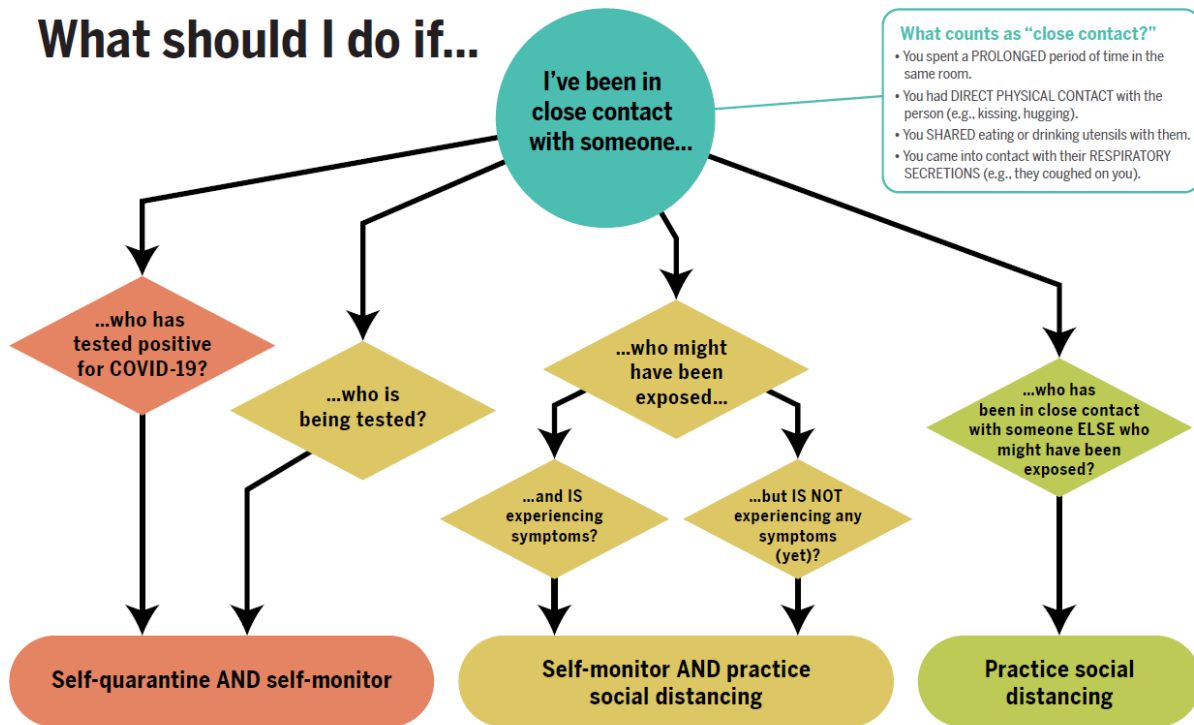 What should I do if...
I've been in
close contact
with someone...
What counts as “close contact?”
• You spent a PROLONGED period of time in the
same room.
• You had DIRECT PHYSICAL CONTACT with the
person (e.g., kissing, hugging).
• You SHARED eating or drinking utensils with them.
• You came into contact with their RESPIRATORY
SECRETIONS (e.g., they coughed on you).
...who has
tested positive
for COVID-19?
...who is
being tested?
...who might
have been
exposed...
...who has
been in close contact
with someone ELSE who
might have been
exposed?
...and IS
experiencing
symptoms?
...but IS NOT
experiencing any
symptoms
(yet)?
Self-quarantine AND self-monitor
Self-monitor AND practice
social distancing
Practice social
distancing